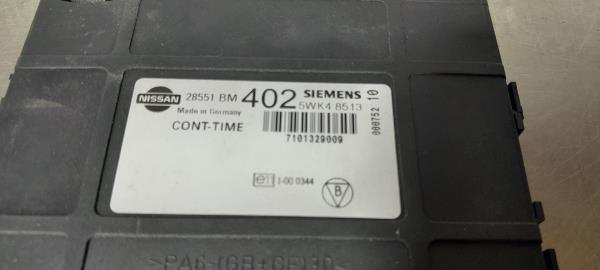 NISSAN 28551 BM 402 SIEMENS
Made in Germany 5WK4 8513
CONT-TIME
7101329009
000752 10
e11 I-00 0344 B
>PA6-(GB+GF)30